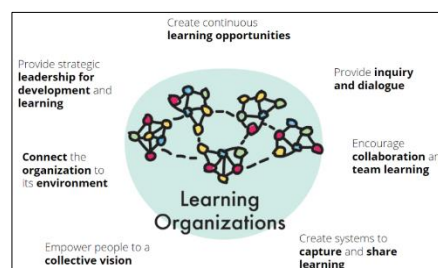 Create continuous
learning opportunities
Provide strategic
leadership for
development and
learning
Provide inquiry
and dialogue
Connect the
organization to
its environment
Encourage
collaboration and
team learning
Learning
Organizations
Empower people to a
collective vision
Create systems to
capture and share
learning